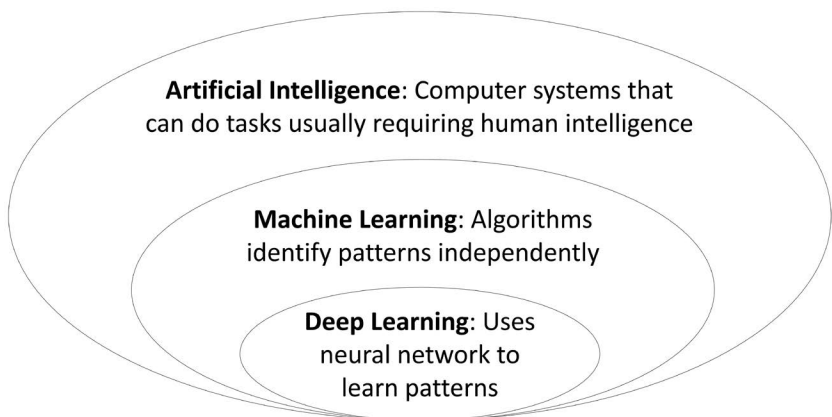 Artificial Intelligence: Computer systems that
can do tasks usually requiring human intelligence
Machine Learning: Algorithms
identify patterns independently
Deep Learning: Uses
neural network to
learn patterns